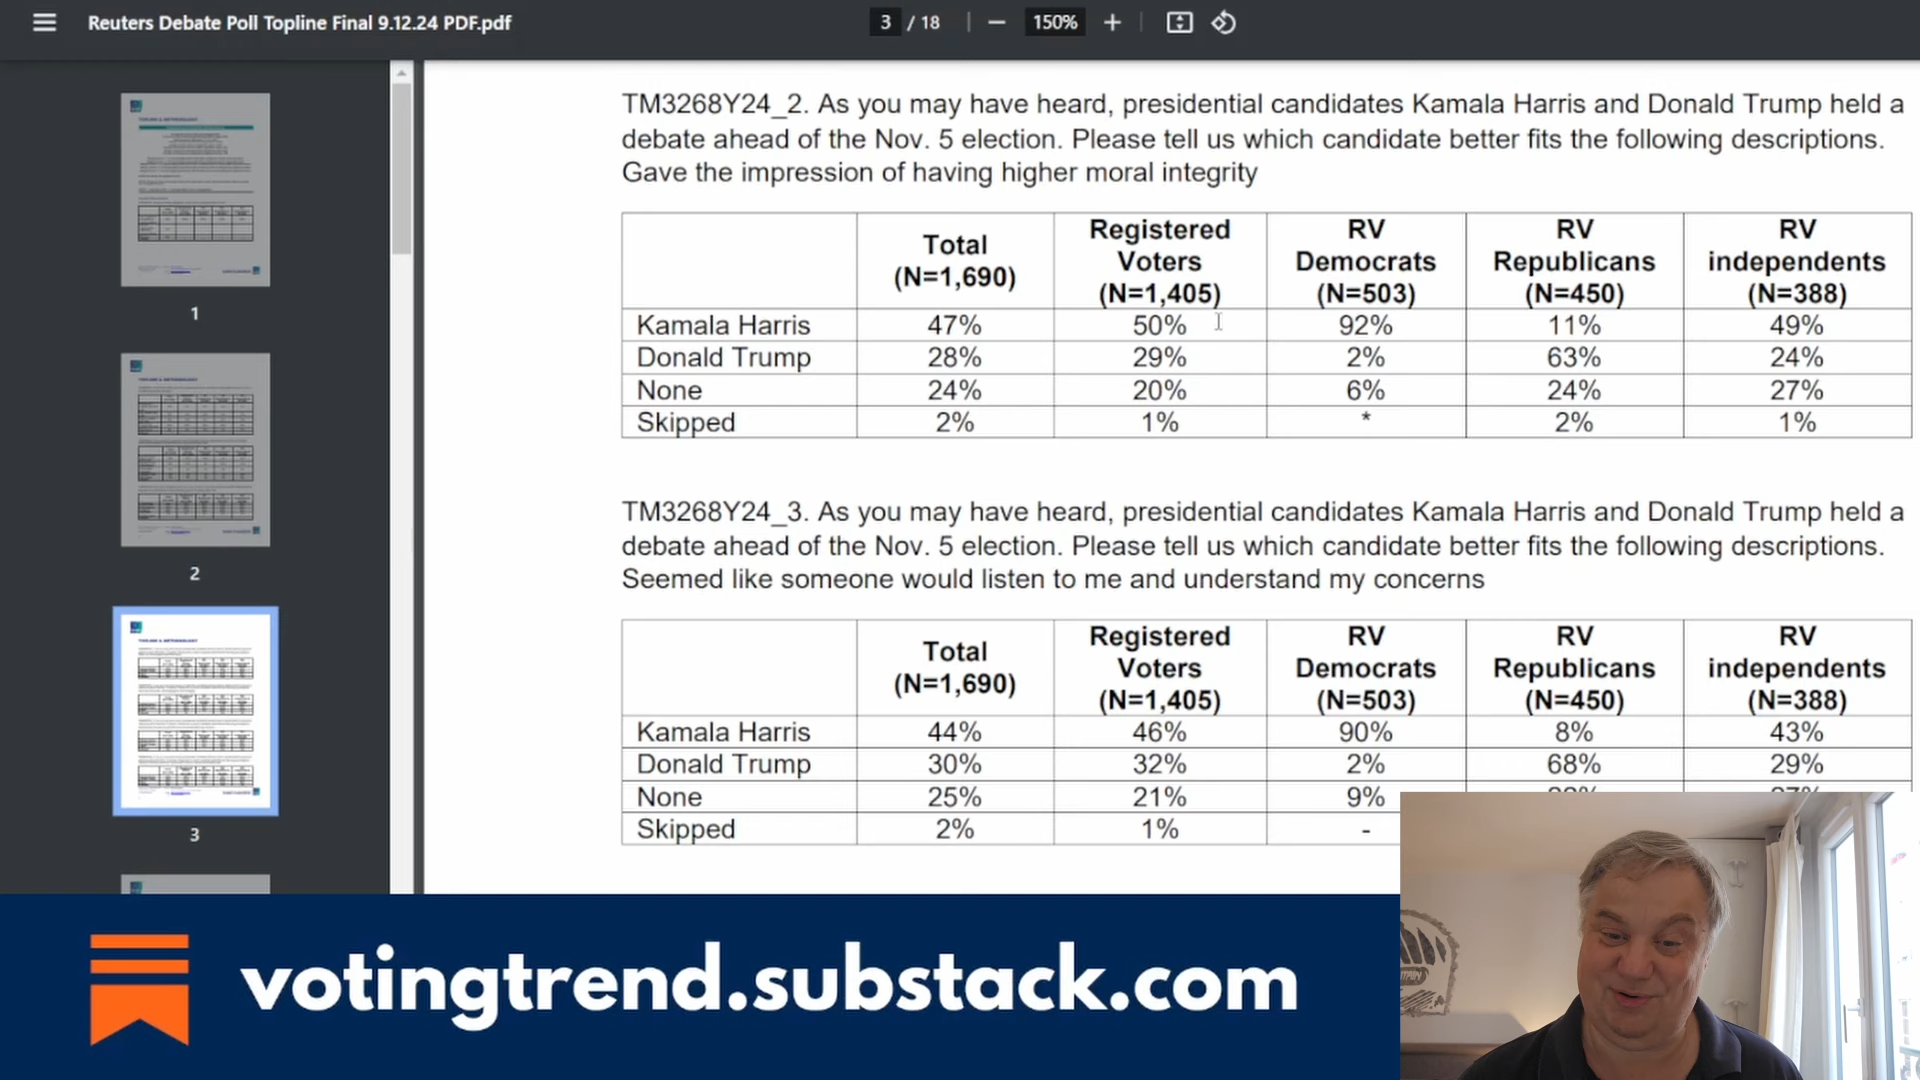 Reuters Debate Poll Topline Final 9.12.24 PDF.pdf
3 / 18
150%
1
2
3
TM3268Y24_2. As you may have heard, presidential candidates Kamala Harris and Donald Trump held a
debate ahead of the Nov. 5 election. Please tell us which candidate better fits the following descriptions.
Gave the impression of having higher moral integrity
Total (N=1,690) Registered Voters (N=1,405) RV Democrats (N=503) RV Republicans (N=450) RV independents (N=388)
Kamala Harris 47% 50% 92% 11% 49%
Donald Trump 28% 29% 2% 63% 24%
None 24% 20% 6% 24% 27%
Skipped 2% 1% * 2% 1%
TM3268Y24_3. As you may have heard, presidential candidates Kamala Harris and Donald Trump held a
debate ahead of the Nov. 5 election. Please tell us which candidate better fits the following descriptions.
Seemed like someone would listen to me and understand my concerns
Total (N=1,690) Registered Voters (N=1,405) RV Democrats (N=503) RV Republicans (N=450) RV independents (N=388)
Kamala Harris 44% 46% 90% 8% 43%
Donald Trump 30% 32% 2% 68% 29%
None 25% 21% 9%
Skipped 2% 1% -
votingtrend.substack.com